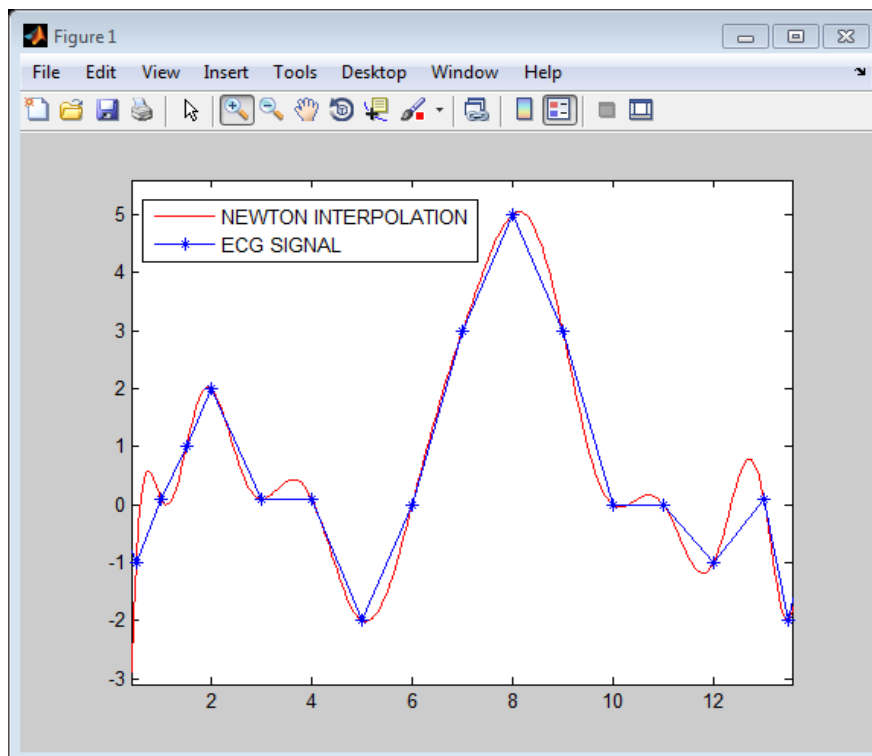 Figure 1
File Edit View Insert Tools Desktop Window Help
NEWTON INTERPOLATION
ECG SIGNAL
5
4
3
2
1
0
-1
-2
-3
2 4 6 8 10 12